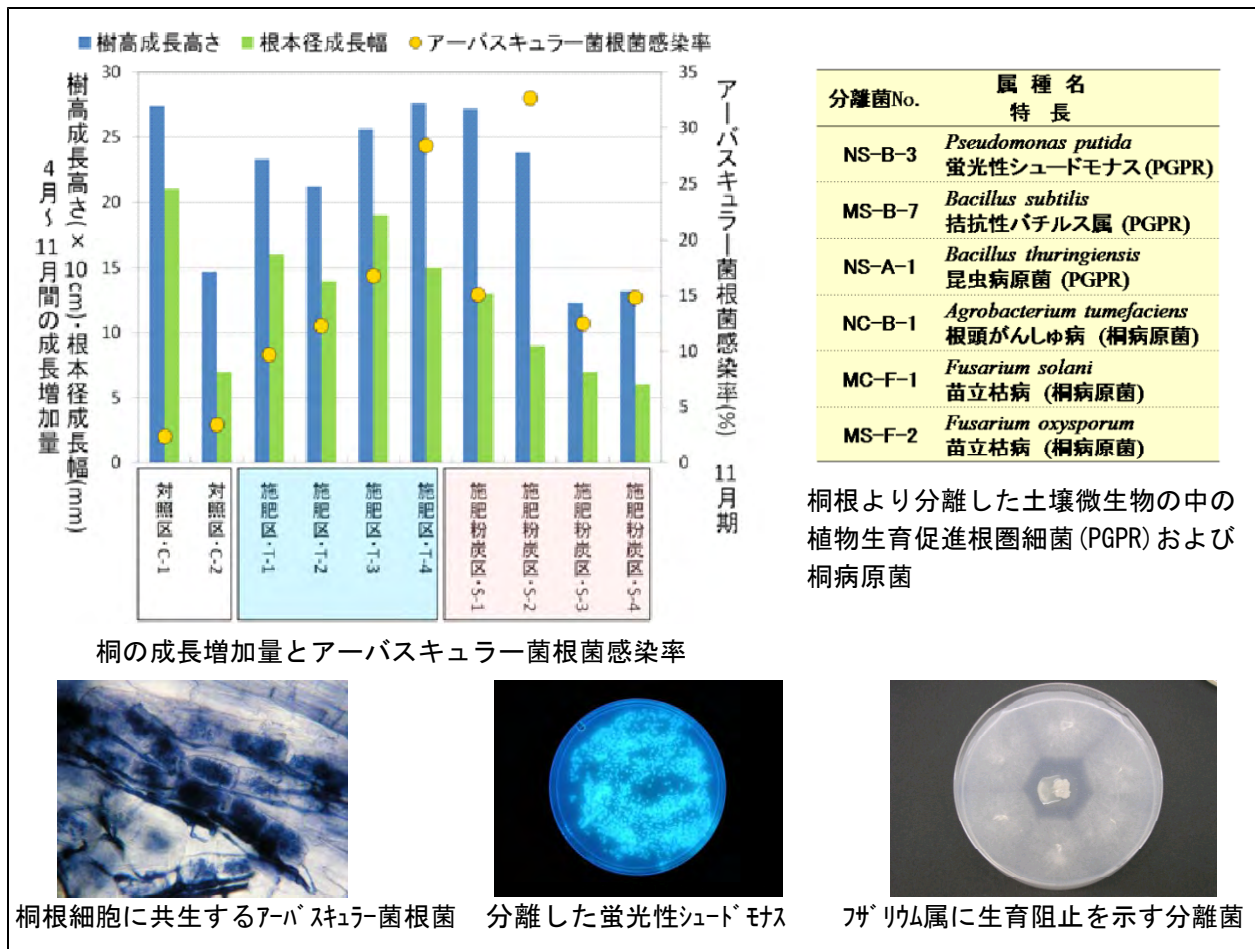 樹高成長高さ 根本径成長幅 アーバスキュラー菌根菌感染率
4月～11月間の成長増加量
樹高成長高さ(×10cm)・根本径成長幅(mm)
30
25
20
15
10
5
0
35
30
25
20
15
10
5
0
アーバスキュラー菌根菌感染率(%) 11月期
対照区・C-1
対照区・C-2
施肥区・T-1
施肥区・T-2
施肥区・T-3
施肥区・T-4
施肥粉炭区・S-1
施肥粉炭区・S-2
施肥粉炭区・S-3
施肥粉炭区・S-4
桐の成長増加量とアーバスキュラー菌根菌感染率
分離菌No. 属種名
特長
NS-B-3 Pseudomonas putida
蛍光性シュードモナス(PGPR)
MS-B-7 Bacillus subtilis
拮抗性バチルス属 (PGPR)
NS-A-1 Bacillus thuringiensis
昆虫病原菌 (PGPR)
NC-B-1 Agrobacterium tumefaciens
根頭がんしゅ病 (桐病原菌)
MC-F-1 Fusarium solani
苗立枯病 (桐病原菌)
MS-F-2 Fusarium oxysporum
苗立枯病 (桐病原菌)
桐根より分離した土壌微生物の中の
植物生育促進根圏細菌(PGPR)および
桐病原菌
桐根細胞に共生するｱｰﾊﾞｽｷｭﾗｰ菌根菌
分離した蛍光性ｼｭｰﾄﾞﾓﾅｽ
ﾌｻﾞﾘｳﾑ属に生育阻止を示す分離菌